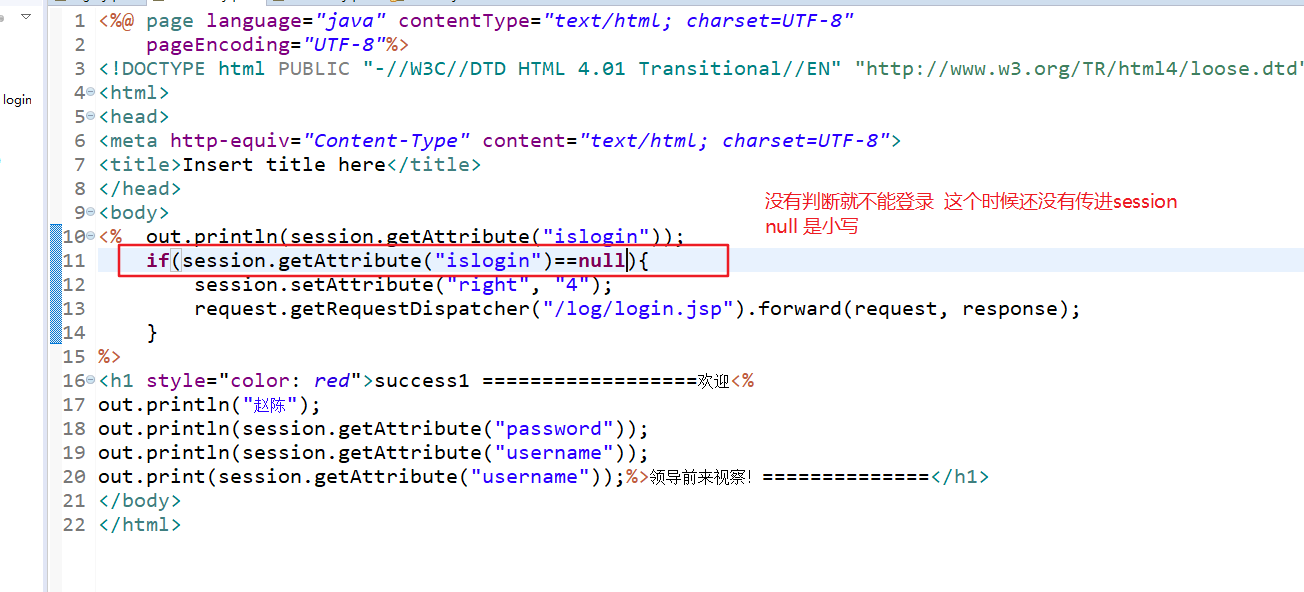 1 <%@ page language="java" contentType="text/html; charset=UTF-8"
2     pageEncoding="UTF-8"%>
3 <!DOCTYPE html PUBLIC "-//W3C//DTD HTML 4.01 Transitional//EN" "http://www.w3.org/TR/html4/loose.dtd"
login
4 <html>
5 <head>
6 <meta http-equiv="Content-Type" content="text/html; charset=UTF-8">
7 <title>Insert title here</title>
8 </head>
没有判断就不能登录 这个时候还没有传进session
9 <body>
null 是小写
10 <%  out.println(session.getAttribute("islogin"));
11     if(session.getAttribute("islogin")==null){
12         session.setAttribute("right", "4");
13         request.getRequestDispatcher("/log/login.jsp").forward(request, response);
14     }
15 %>
16 <h1 style="color: red">success1 ==================欢迎<%
17 out.println("赵陈");
18 out.println(session.getAttribute("password"));
19 out.println(session.getAttribute("username"));
20 out.print(session.getAttribute("username"));%>领导前来视察！==============</h1>
21 </body>
22 </html>